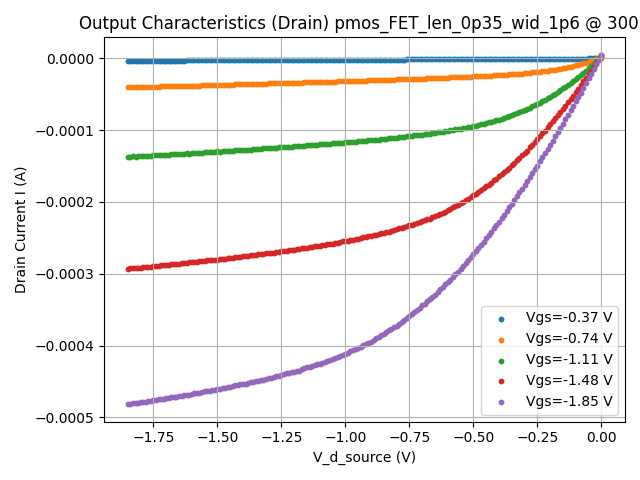 Output Characteristics (Drain) pmos_FET_len_0p35_wid_1p6 @ 300
0.0000
−0.0001
−0.0002
−0.0003
−0.0004
−0.0005
Drain Current I (A)
Vgs=-0.37 V
Vgs=-0.74 V
Vgs=-1.11 V
Vgs=-1.48 V
Vgs=-1.85 V
−1.75 −1.50 −1.25 −1.00 −0.75 −0.50 −0.25 0.00
V_d_source (V)